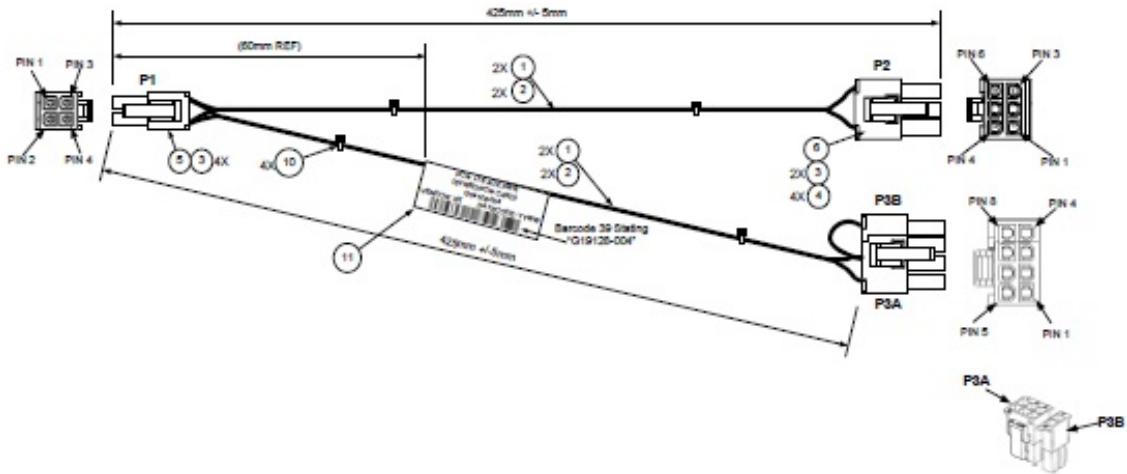 425mm +/- 5mm
(60mm REF)
PIN 1
PIN 3
P1
2X 1
2X 2
P2
PIN 6
PIN 3
PIN 2
PIN 4
5 3 4X
4X 10
2X 1
2X 2
6
2X 3
4X 4
PIN 4
PIN 1
P3B
PIN 8
PIN 4
Barcode 39 Stating
"G19128-004"
11
425mm +/-5mm
P3A
PIN 5
PIN 1
P3A
P3B